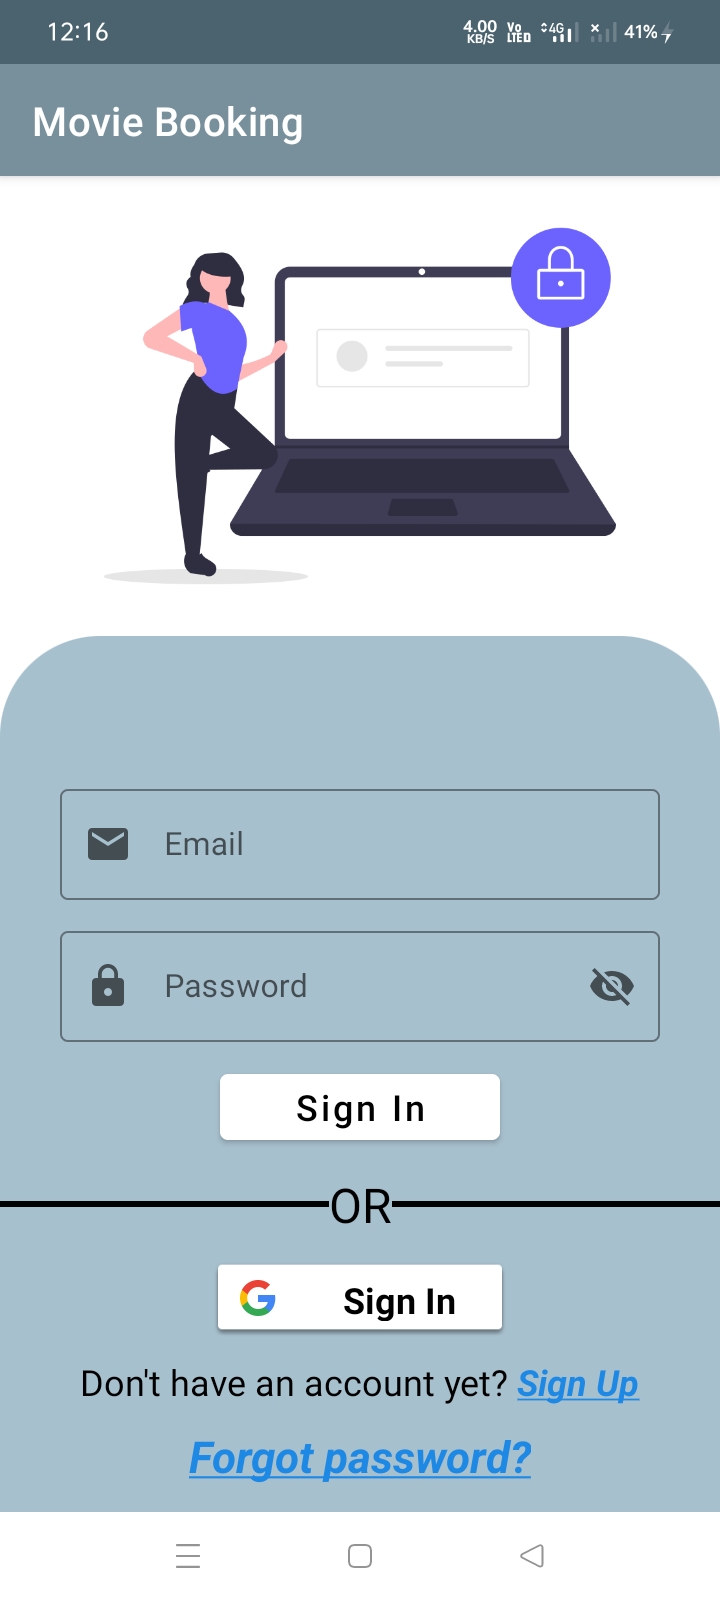 12:16
4.00 KB/S Vo LTE D 4G 41%
Movie Booking
Email
Password
Sign In
OR
Sign In
Don't have an account yet? Sign Up
Forgot password?